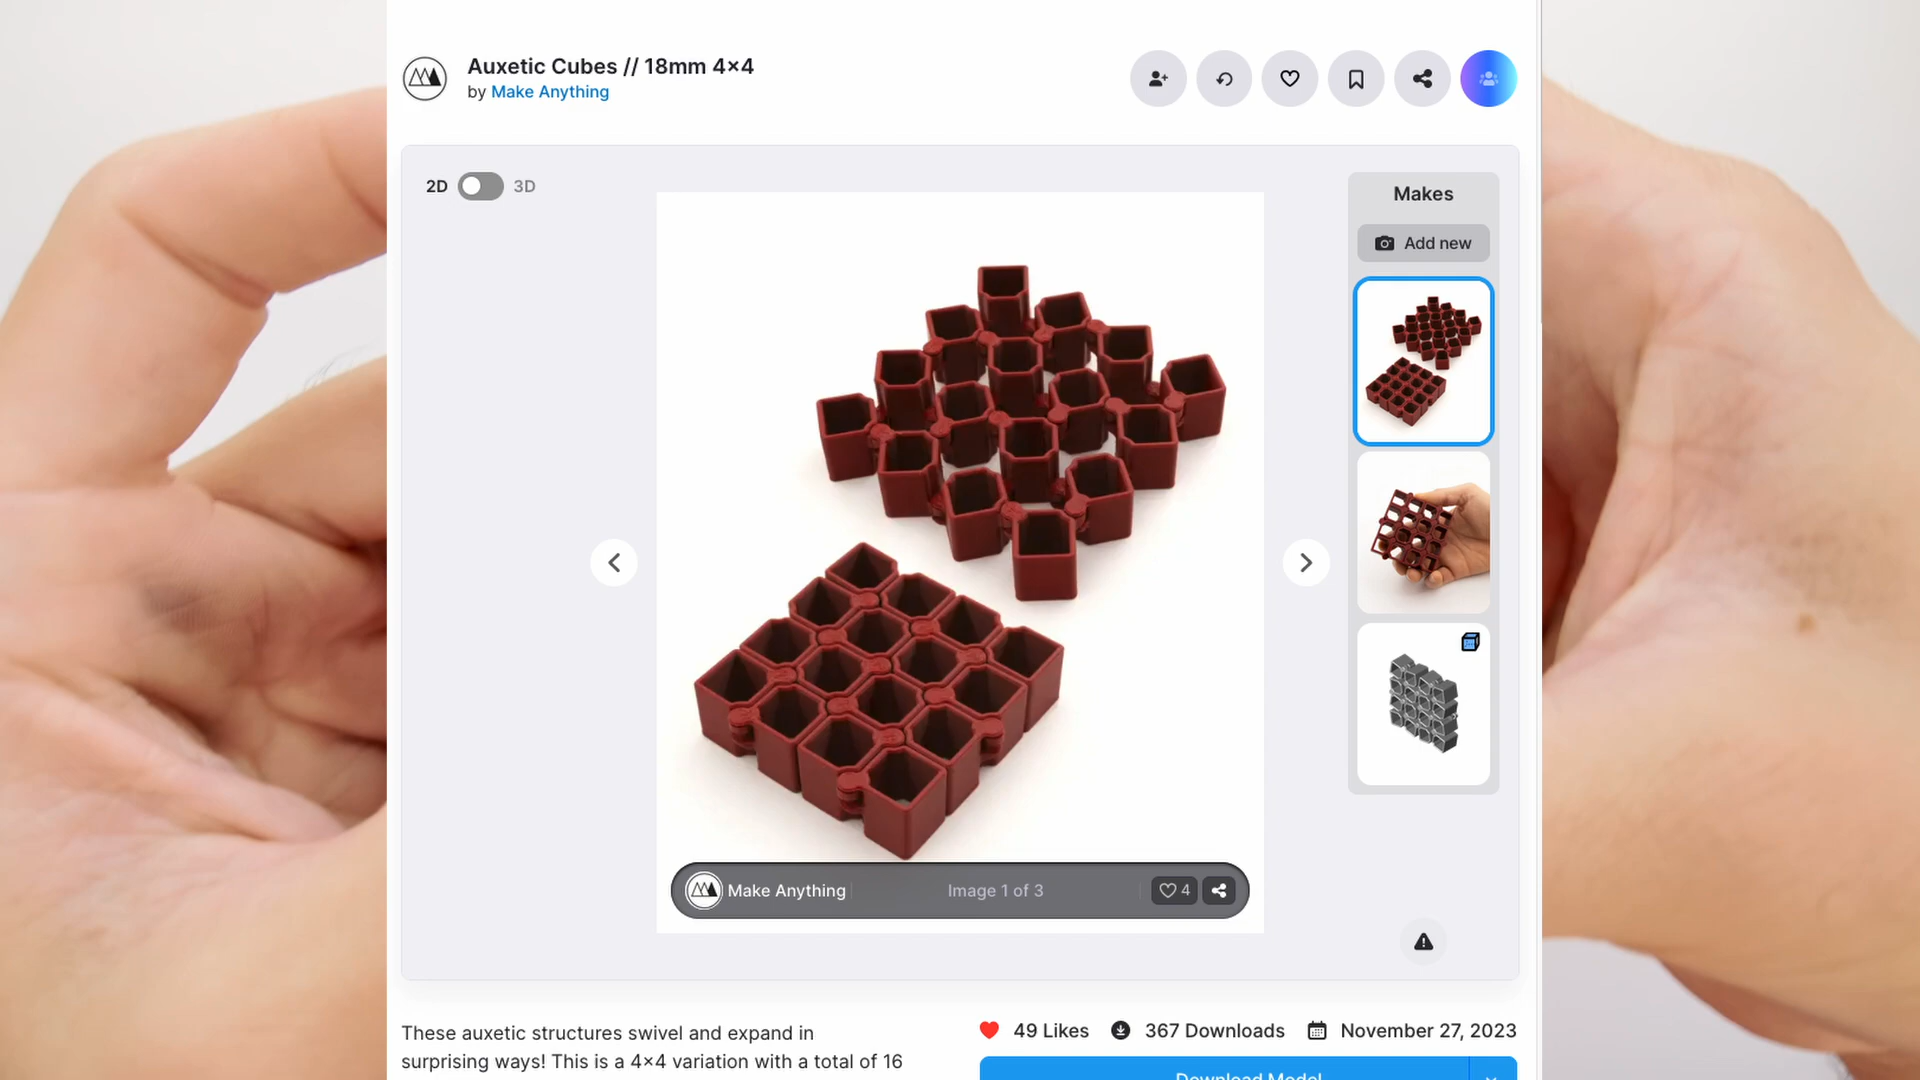 Auxetic Cubes // 18mm 4×4
by Make Anything
2D
3D
Makes
Add new
Make Anything
Image 1 of 3
4
These auxetic structures swivel and expand in
surprising ways! This is a 4×4 variation with a total of 16
49 Likes
367 Downloads
November 27, 2023
Download Model